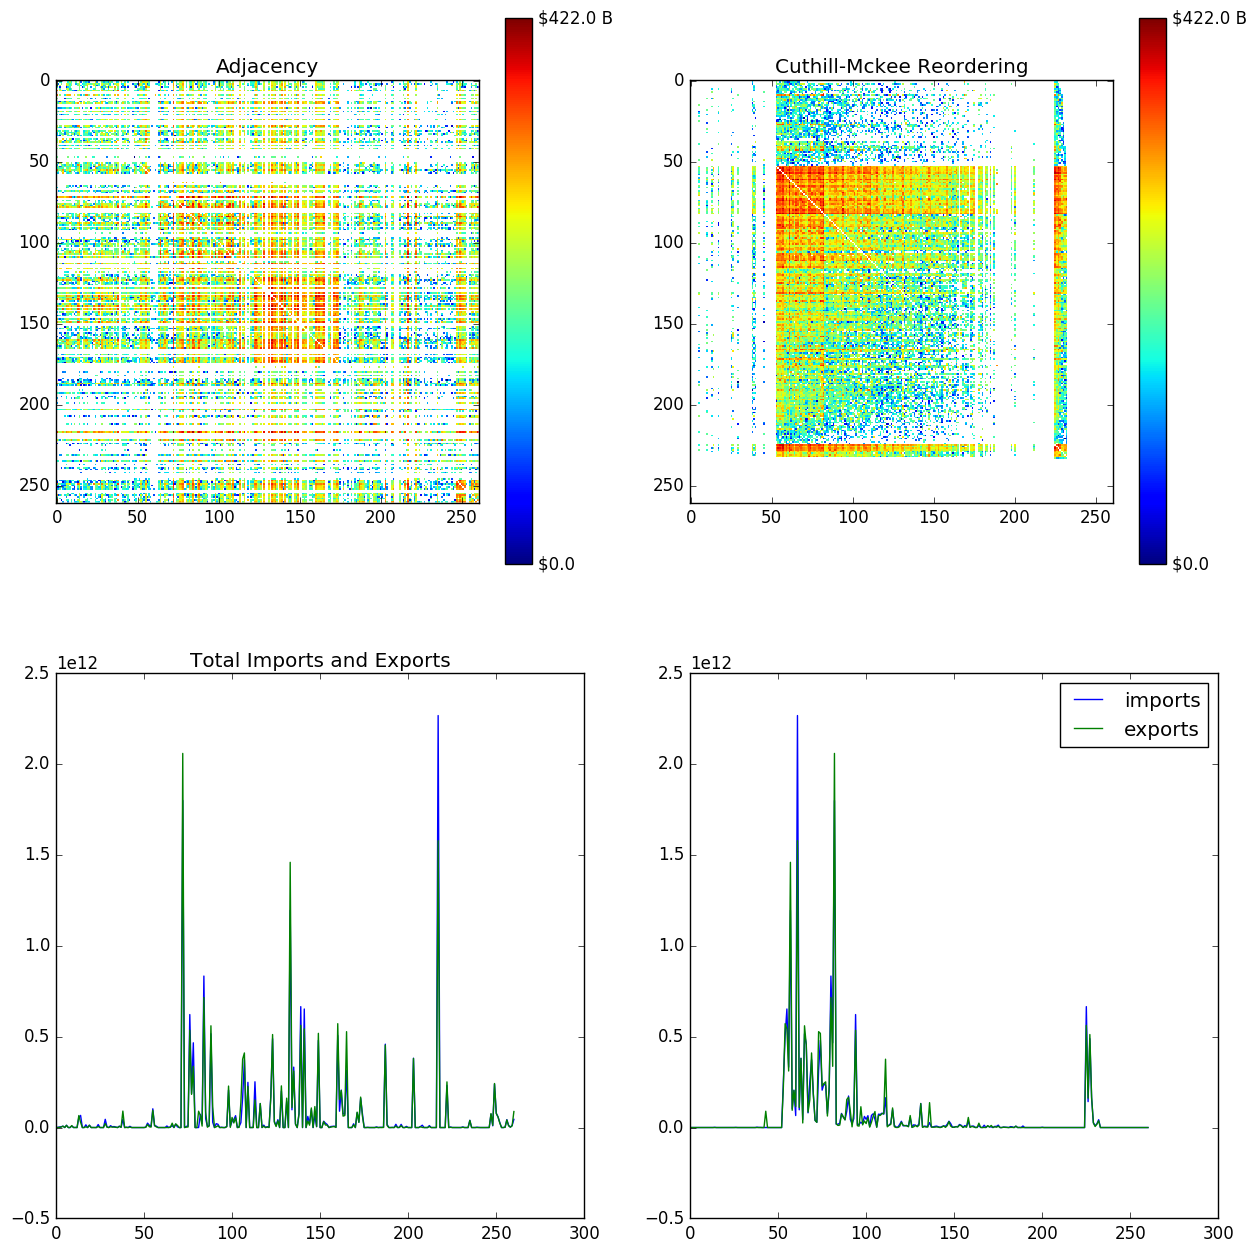 Adjacency
$422.0 B
$0.0
0
50
100
150
200
250
0 50 100 150 200 250
Cuthill-Mckee Reordering
$422.0 B
$0.0
0
50
100
150
200
250
0 50 100 150 200 250
1e12
Total Imports and Exports
2.5
2.0
1.5
1.0
0.5
0.0
−0.5
0 50 100 150 200 250 300
1e12
imports
exports
2.5
2.0
1.5
1.0
0.5
0.0
−0.5
0 50 100 150 200 250 300